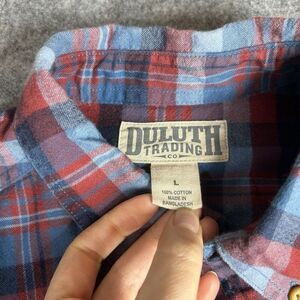 DULUTH
TRADING
CO
L
100% COTTON
MADE IN
BANGLADESH